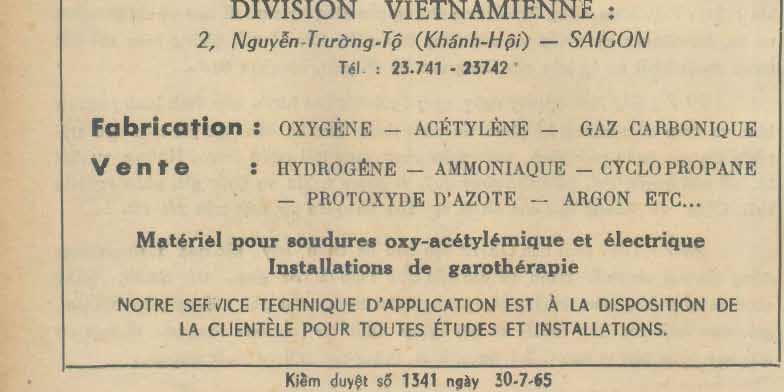 DIVISION VIETNAMIENNE :
2, Nguyễn-Trường-Tộ (Khánh-Hội) — SAIGON
Tél. : 23.741 - 23742
Fabrication : OXYGÈNE — ACÉTYLÈNE — GAZ CARBONIQUE
Vente : HYDROGÈNE — AMMONIAQUE — CYCLOPROPANE
— PROTOXYDE D'AZOTE — ARGON ETC...
Matériel pour soudures oxy-acétylémique et électrique
Installations de garothérapie
NOTRE SERVICE TECHNIQUE D'APPLICATION EST À LA DISPOSITION DE
LA CLIENTÈLE POUR TOUTES ÉTUDES ET INSTALLATIONS.
Kiểm duyệt số 1341 ngày 30-7-65